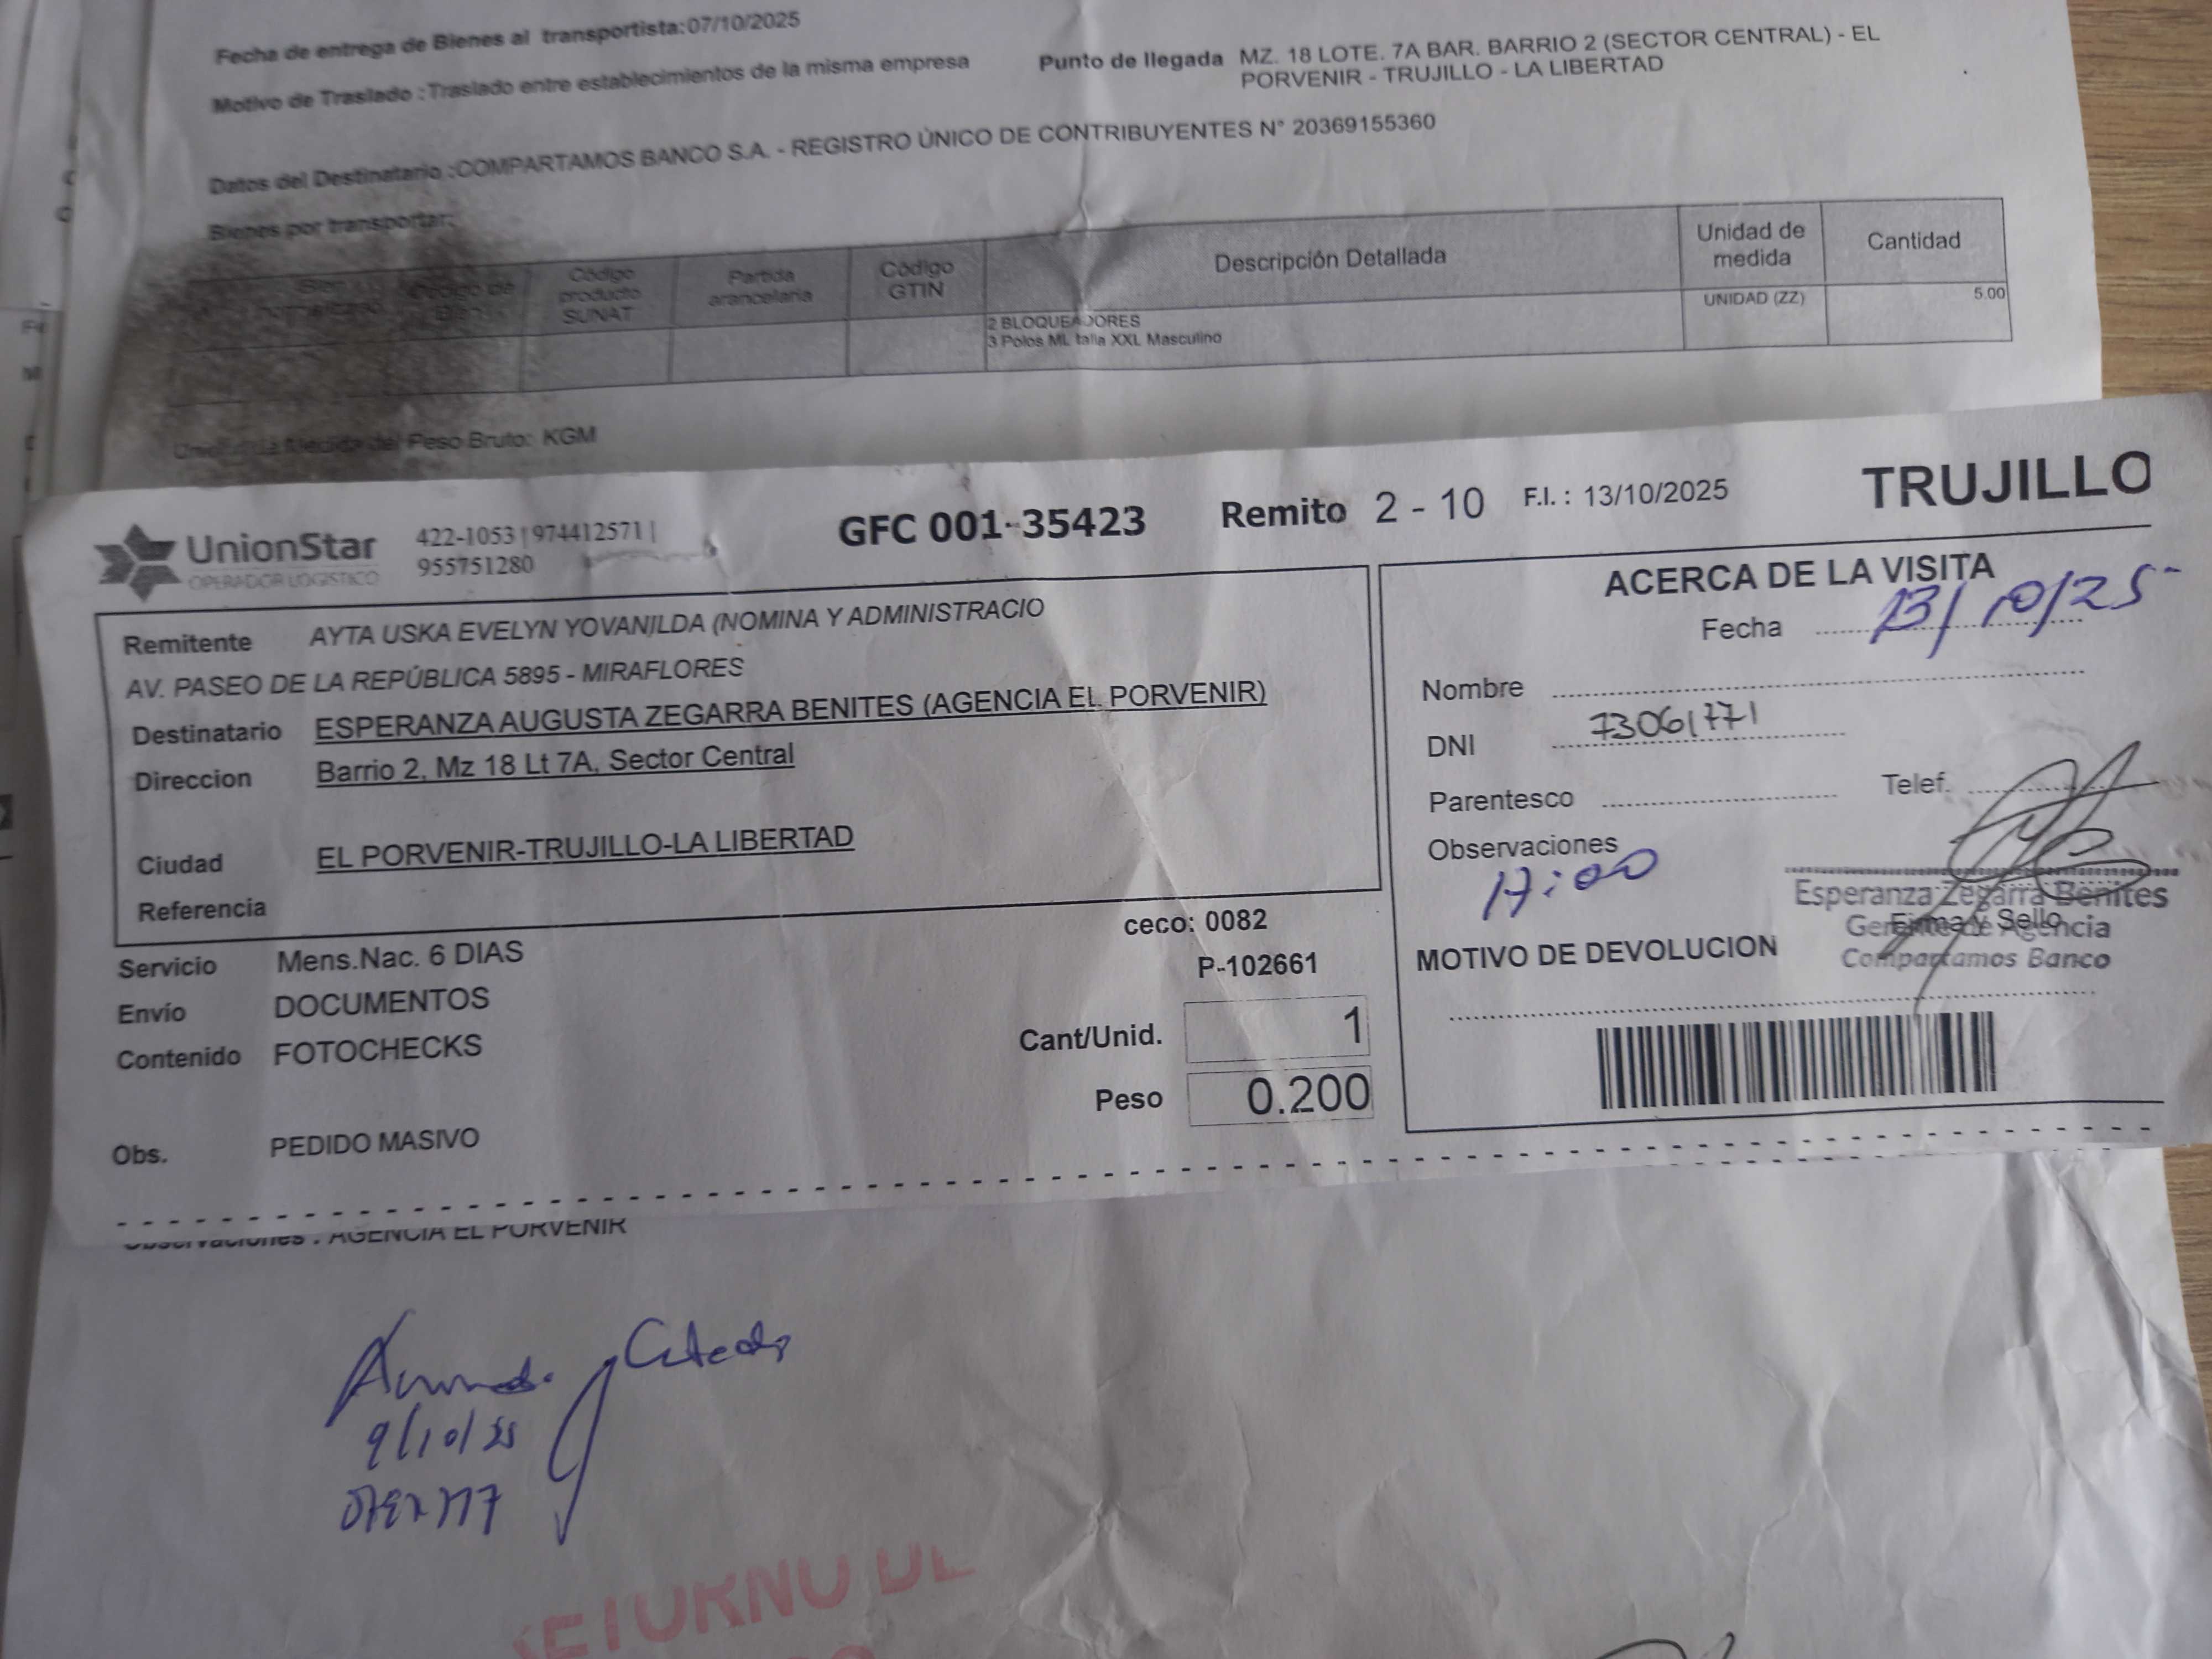 Fecha de entrega de Bienes al transportista:07/10/2025
Motivo de Traslado :Traslado entre establecimientos de la misma empresa
Punto de llegada MZ. 18 LOTE. 7A BAR. BARRIO 2 (SECTOR CENTRAL) - EL
PORVENIR - TRUJILLO - LA LIBERTAD
Datos del Destinatario :COMPARTAMOS BANCO S.A. - REGISTRO ÚNICO DE CONTRIBUYENTES N° 20369155360
Bienes por transportar:
Código producto SUNAT
Partida arancelaria
Código GTIN
Descripción Detallada
Unidad de medida
Cantidad
2 BLOQUEADORES
3 Polos ML talla XXL Masculino
UNIDAD (ZZ)
5.00
Peso Bruto: KGM
UnionStar
OPERADOR LOGISTICO
422-1053 | 974412571 |
955751280
GFC 001-35423
Remito 2 - 10
F.I. : 13/10/2025
TRUJILLO
Remitente AYTA USKA EVELYN YOVANILDA (NOMINA Y ADMINISTRACIO
AV. PASEO DE LA REPÚBLICA 5895 - MIRAFLORES
Destinatario ESPERANZA AUGUSTA ZEGARRA BENITES (AGENCIA EL PORVENIR)
Direccion Barrio 2, Mz 18 Lt 7A, Sector Central
Ciudad EL PORVENIR-TRUJILLO-LA LIBERTAD
Referencia
ceco: 0082
Servicio Mens.Nac. 6 DIAS
P-102661
Envío DOCUMENTOS
Contenido FOTOCHECKS
Cant/Unid. 1
Peso 0.200
Obs. PEDIDO MASIVO
ACERCA DE LA VISITA
Fecha 13/10/25
Nombre
DNI 73061771
Parentesco
Telef.
Observaciones
17:00
Esperanza Zegarra Benites
Firma y Sello
Gerente de Agencia
Compartamos Banco
MOTIVO DE DEVOLUCION
Observaciones : AGENCIA EL PORVENIR
9/10/25
RETORNO DE